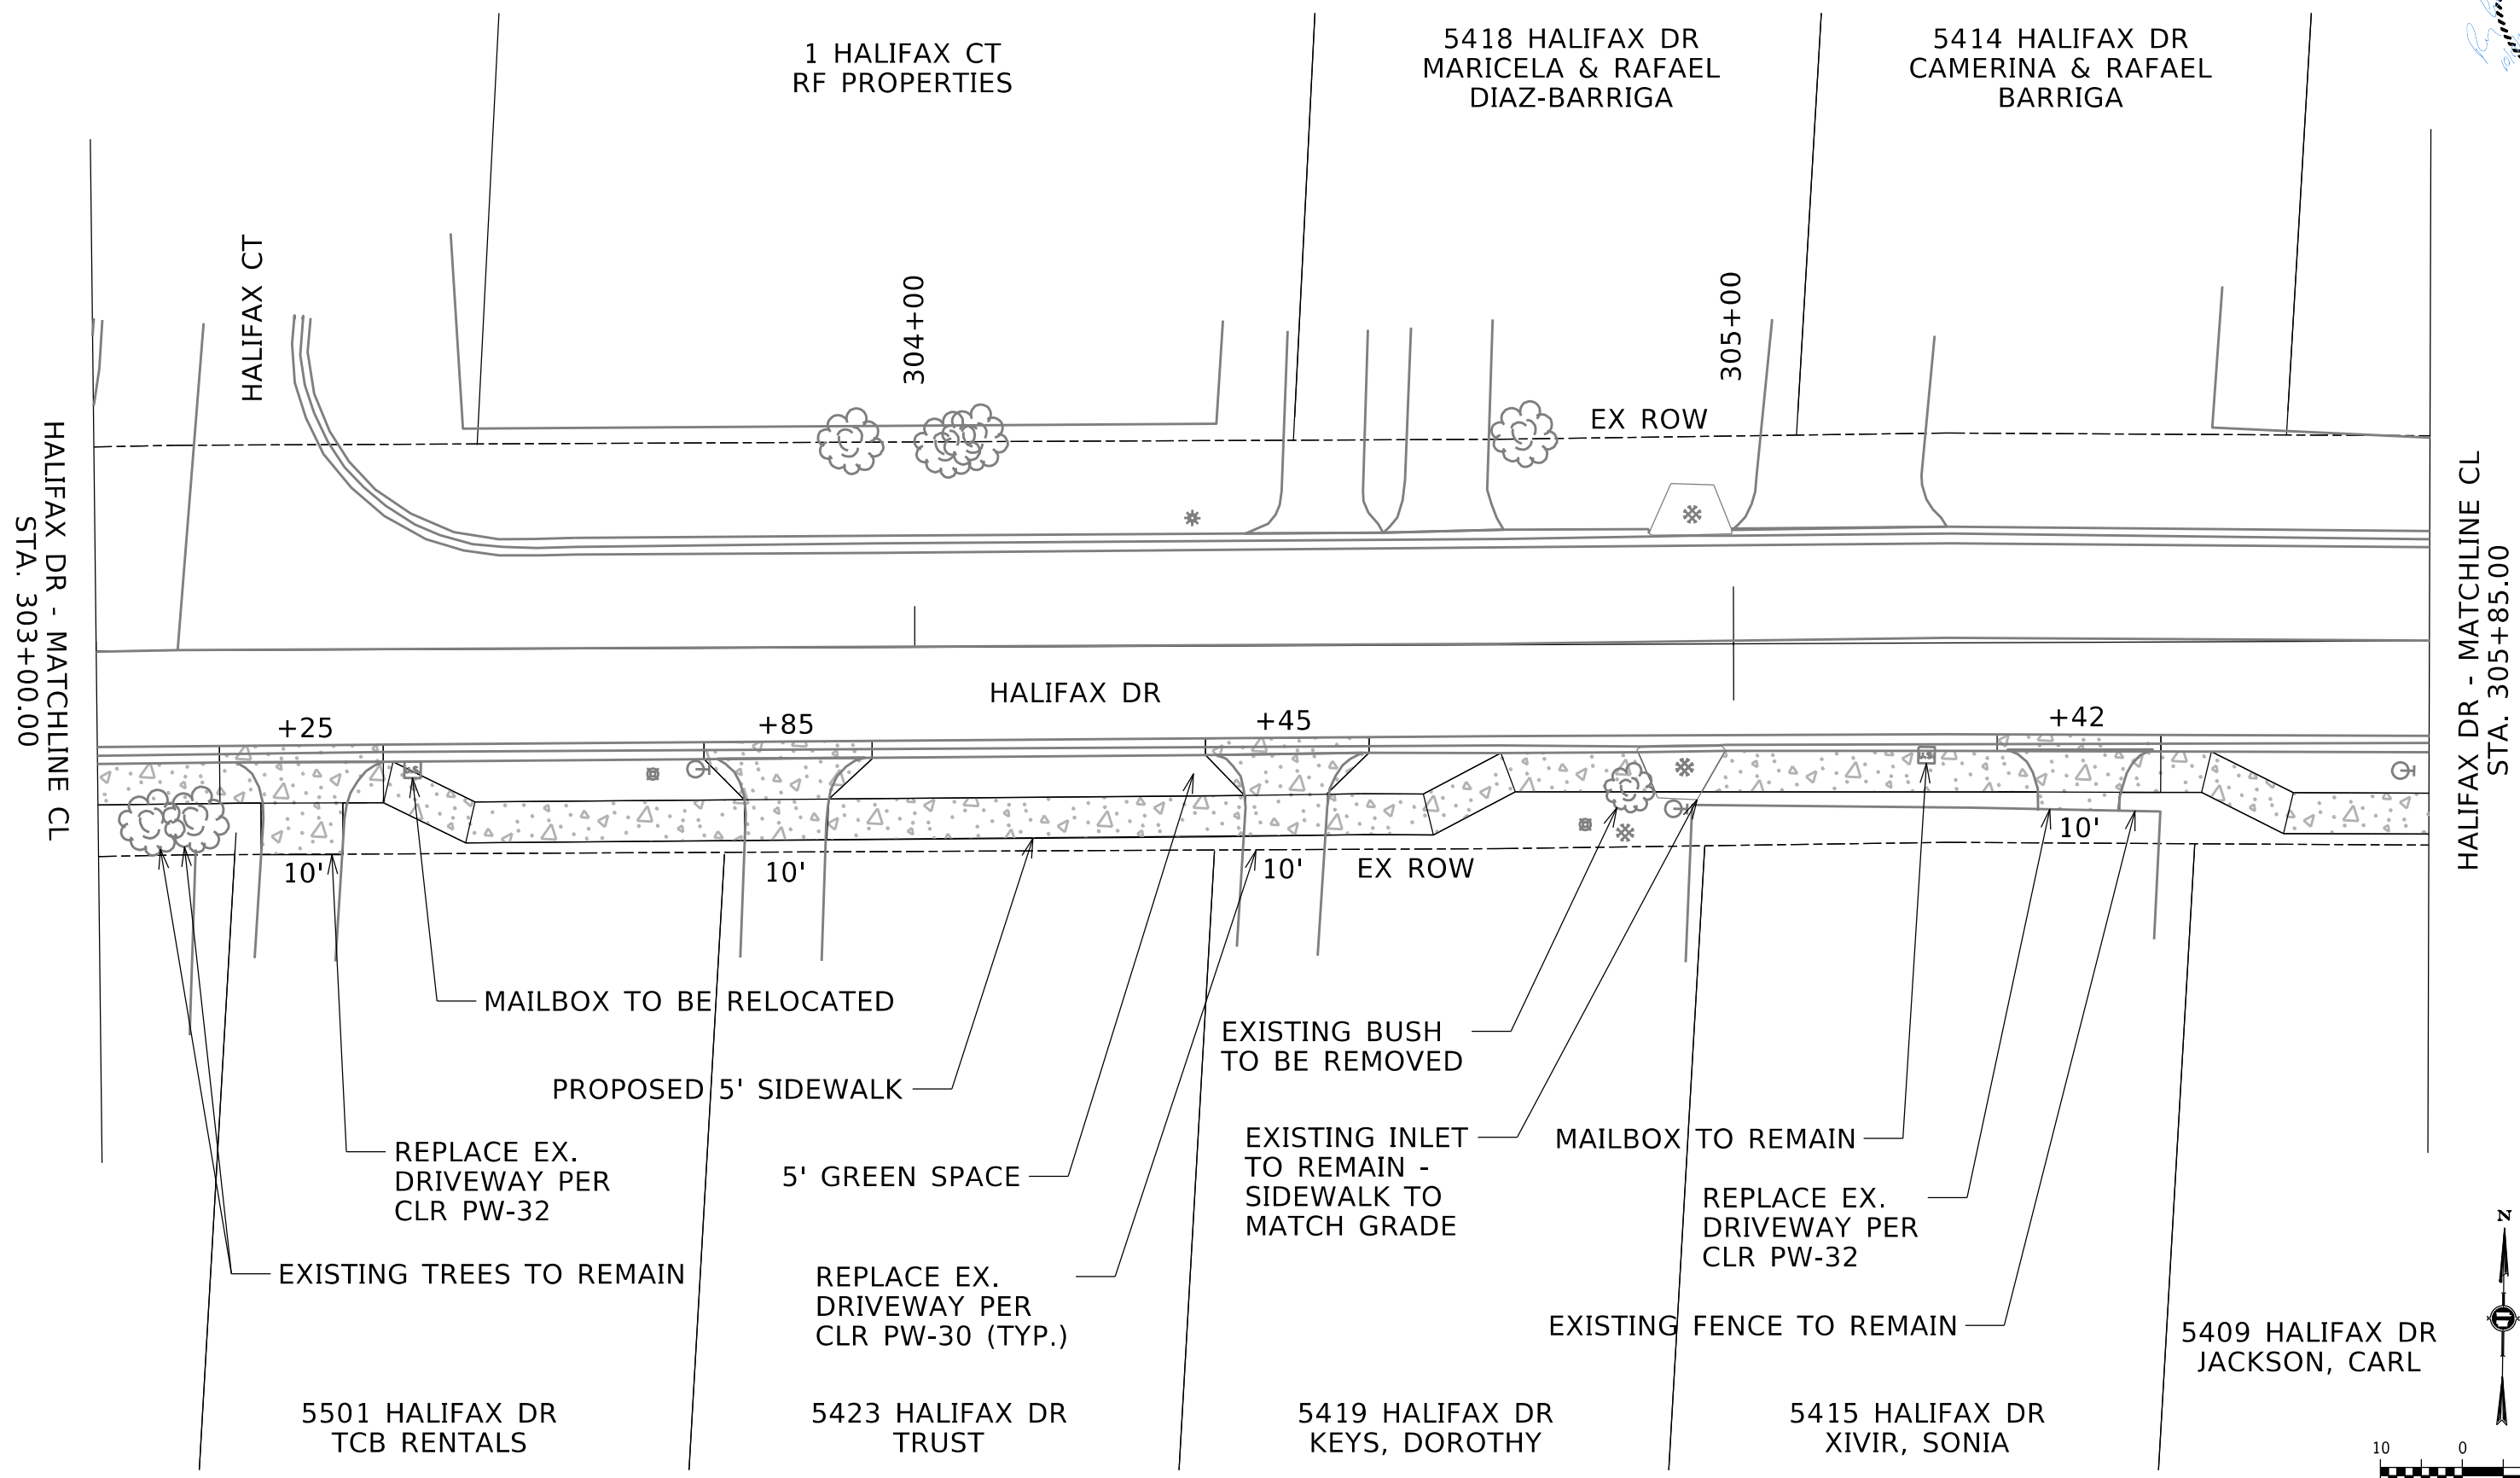 1 HALIFAX CT
RF PROPERTIES
5418 HALIFAX DR
MARICELA & RAFAEL
DIAZ-BARRIGA
5414 HALIFAX DR
CAMERINA & RAFAEL
BARRIGA
HALIFAX CT
304+00
305+00
EX ROW
HALIFAX DR - MATCHLINE CL
STA. 303+00.00
HALIFAX DR - MATCHLINE CL
STA. 305+85.00
HALIFAX DR
+25
+85
+45
+42
10'
10'
10'
EX ROW
10'
MAILBOX TO BE RELOCATED
EXISTING BUSH
TO BE REMOVED
PROPOSED 5' SIDEWALK
REPLACE EX.
DRIVEWAY PER
CLR PW-32
5' GREEN SPACE
EXISTING INLET
TO REMAIN -
SIDEWALK TO
MATCH GRADE
MAILBOX TO REMAIN
REPLACE EX.
DRIVEWAY PER
CLR PW-32
EXISTING TREES TO REMAIN
REPLACE EX.
DRIVEWAY PER
CLR PW-30 (TYP.)
EXISTING FENCE TO REMAIN
5409 HALIFAX DR
JACKSON, CARL
5501 HALIFAX DR
TCB RENTALS
5423 HALIFAX DR
TRUST
5419 HALIFAX DR
KEYS, DOROTHY
5415 HALIFAX DR
XIVIR, SONIA
N
10 0